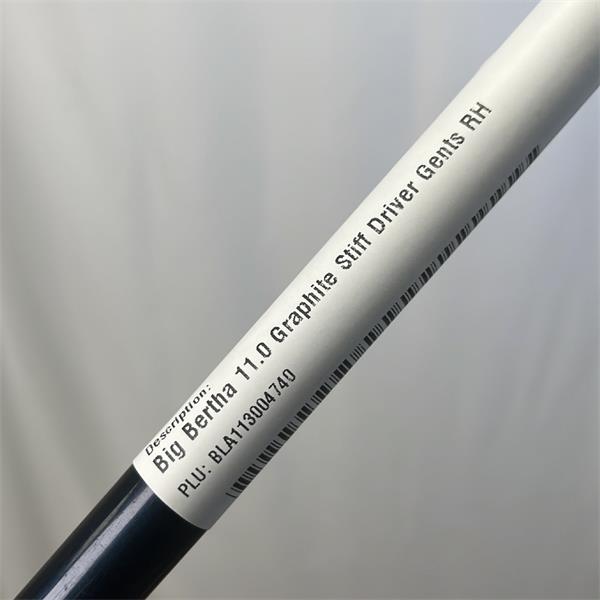 Description:
Big Bertha 11.0 Graphite Stiff Driver Gents RH
PLU: BLA113004740